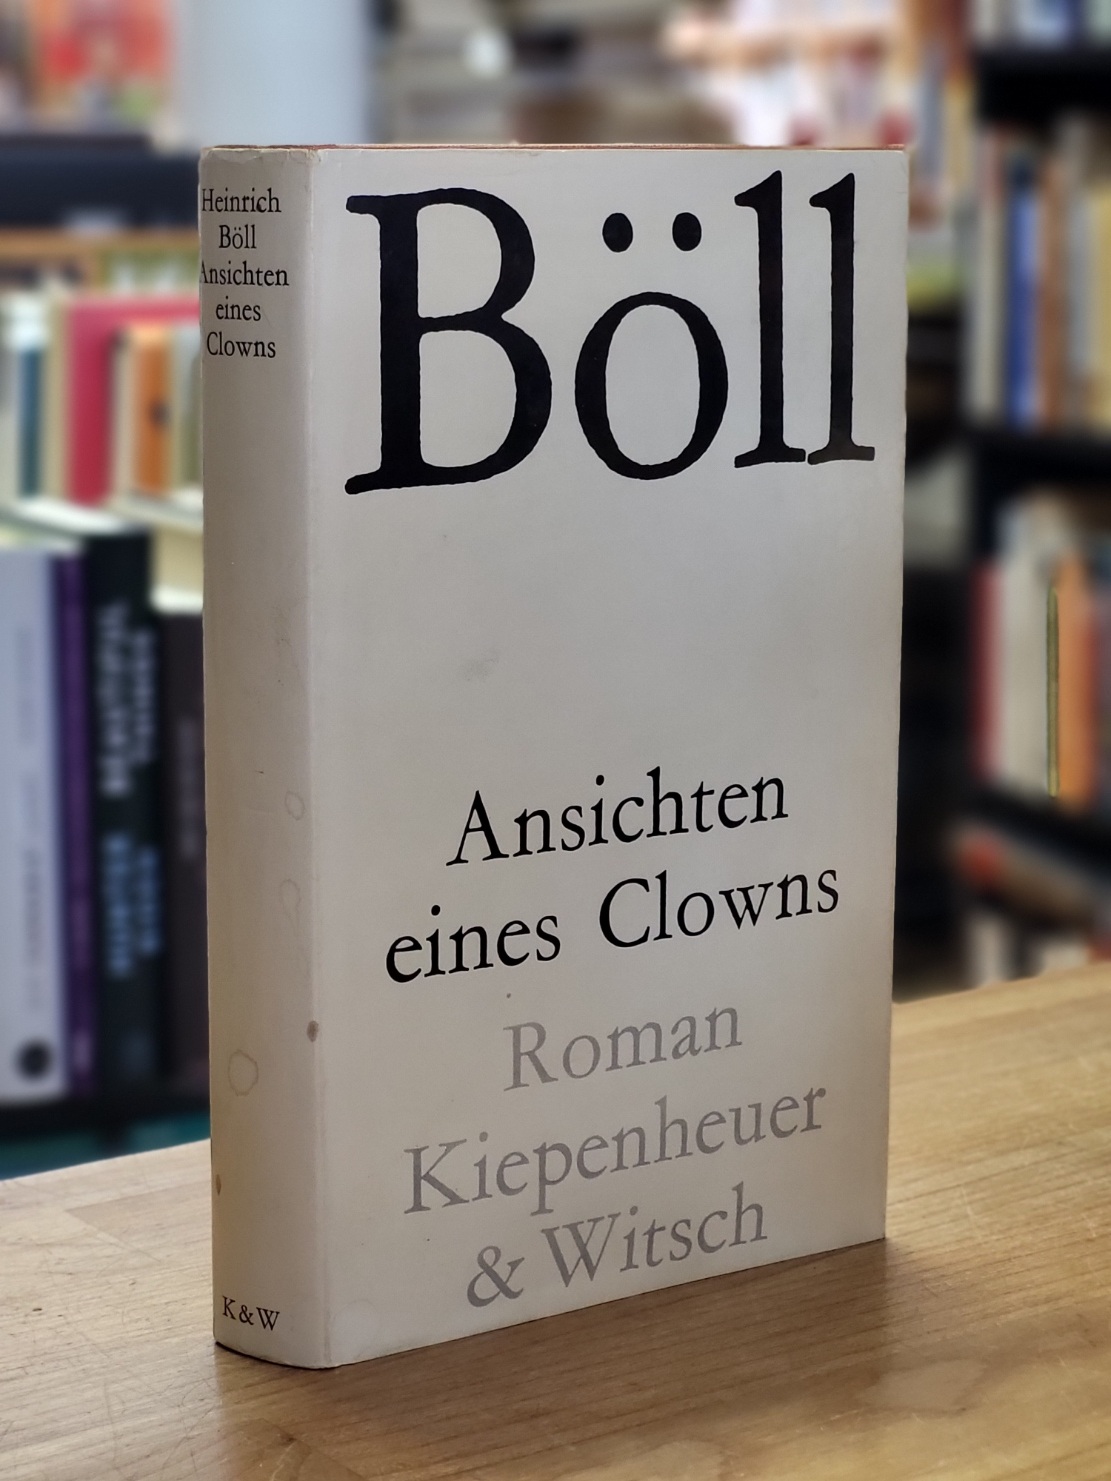 Heinrich
Böll
Ansichten
eines
Clowns
K & W
Böll
Ansichten
eines Clowns
Roman
Kiepenheuer
& Witsch